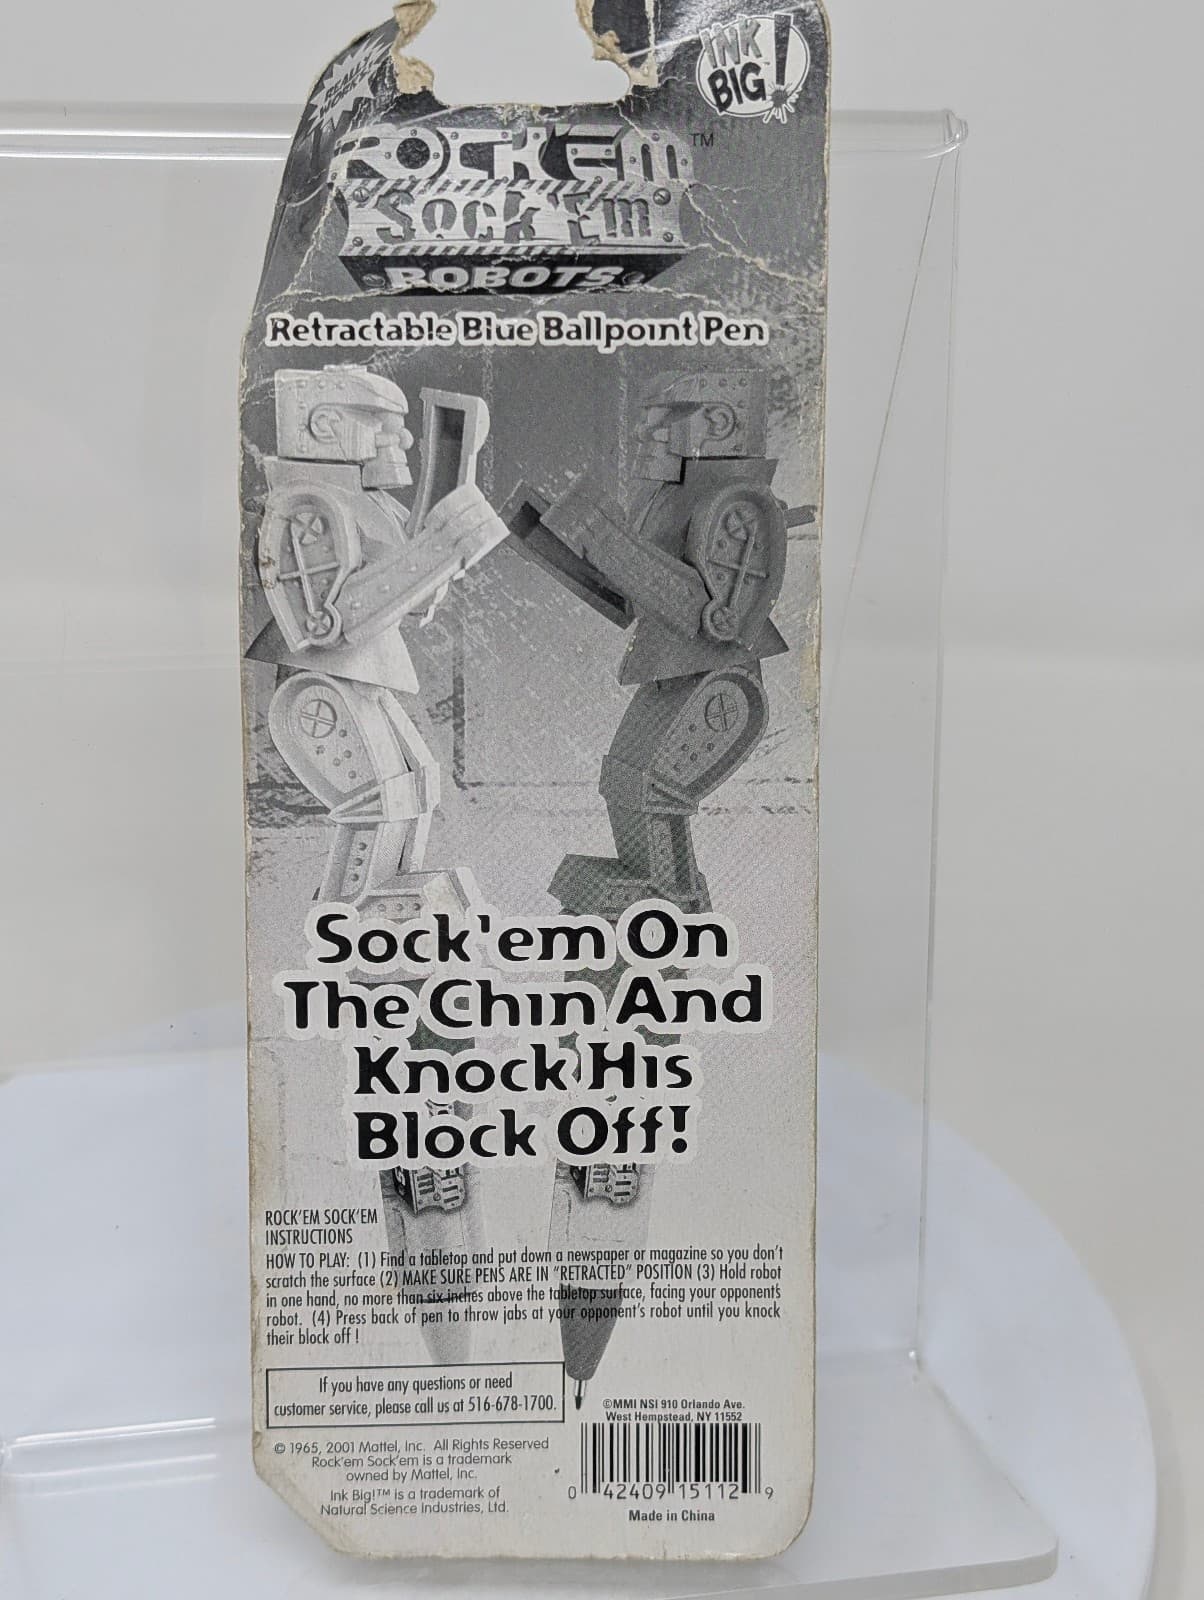 REALLY
WORKS!
INK
BIG!
ROCK'EM™
SOCK'EM
ROBOTS
Retractable Blue Ballpoint Pen
Sock'em On
The Chin And
Knock His
Block Off!
ROCK'EM SOCK'EM
INSTRUCTIONS
HOW TO PLAY: (1) Find a tabletop and put down a newspaper or magazine so you don't
scratch the surface (2) MAKE SURE PENS ARE IN "RETRACTED" POSITION (3) Hold robot
in one hand, no more than six inches above the tabletop surface, facing your opponent's
robot. (4) Press back of pen to throw jabs at your opponent's robot until you knock
their block off !
If you have any questions or need
customer service, please call us at 516-678-1700.
©MMI NSI 910 Orlando Ave.
West Hempstead, NY 11552
© 1965, 2001 Mattel, Inc. All Rights Reserved
Rock'em Sock'em is a trademark
owned by Mattel, Inc.
Ink Big!™ is a trademark of
Natural Science Industries, Ltd.
0 42409 15112 9
Made in China